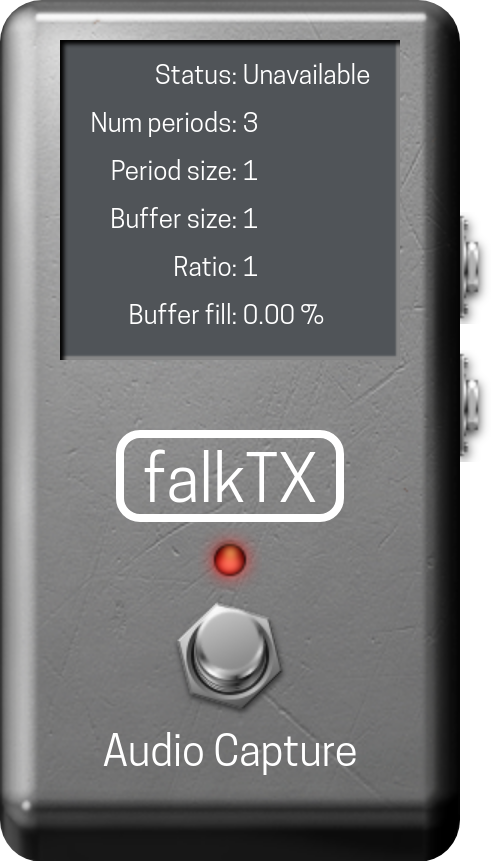 Status: Unavailable
Num periods: 3
Period size: 1
Buffer size: 1
Ratio: 1
Buffer fill: 0.00 %
falkTX
Audio Capture